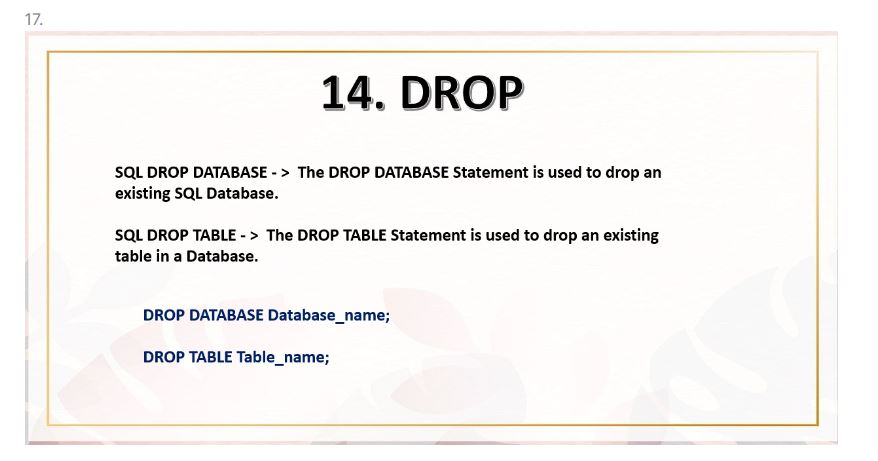 17.
14. DROP
SQL DROP DATABASE - >  The DROP DATABASE Statement is used to drop an
existing SQL Database.
SQL DROP TABLE - >  The DROP TABLE Statement is used to drop an existing
table in a Database.
DROP DATABASE Database_name;
DROP TABLE Table_name;